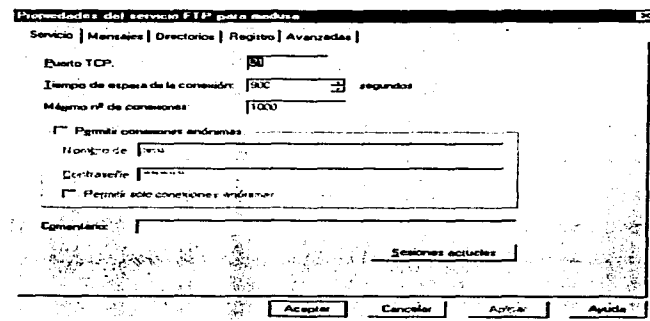 Propiedades del servicio FTP para medusa
Servicio | Mensajes | Directorios | Registro | Avanzadas |
Puerto TCP:
Tiempo de espera de la conexión: 900 segundos
Máximo nº de conexiones: 1000
Permitir conexiones anónimas
Nombre de
Contraseña ********
Permitir sólo conexiones anónimas
Comentario:
Sesiones actuales
Aceptar Cancelar Aplicar Ayuda